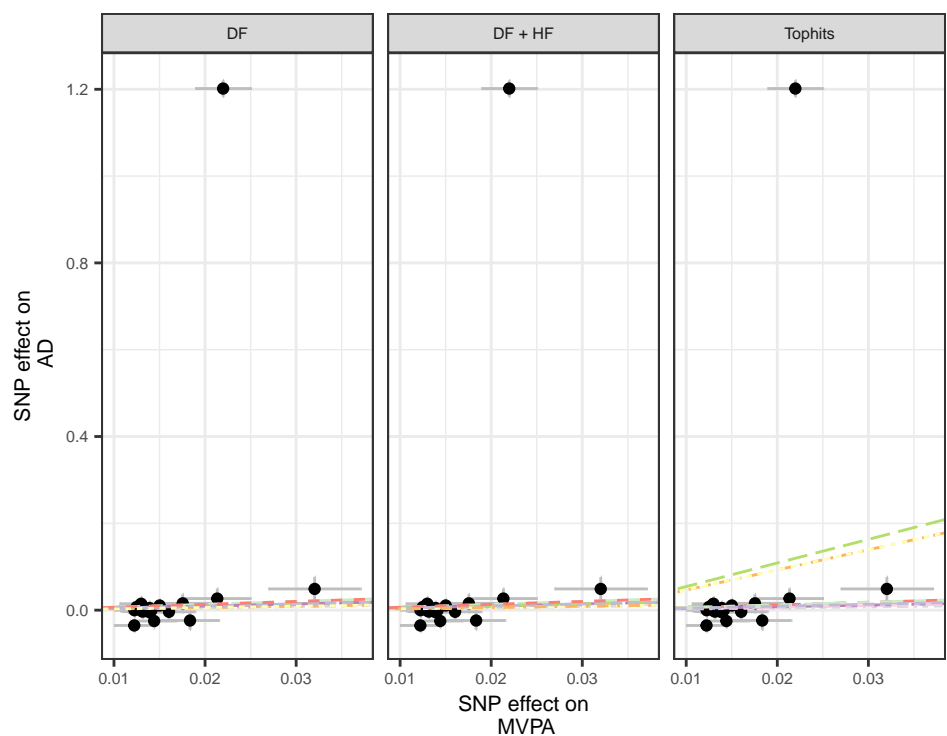 DF
DF + HF
Tophits
1.2
0.8
0.4
0.0
SNP effect on
AD
0.01
0.02
0.03
0.01
0.02
0.03
0.01
0.02
0.03
SNP effect on
MVPA